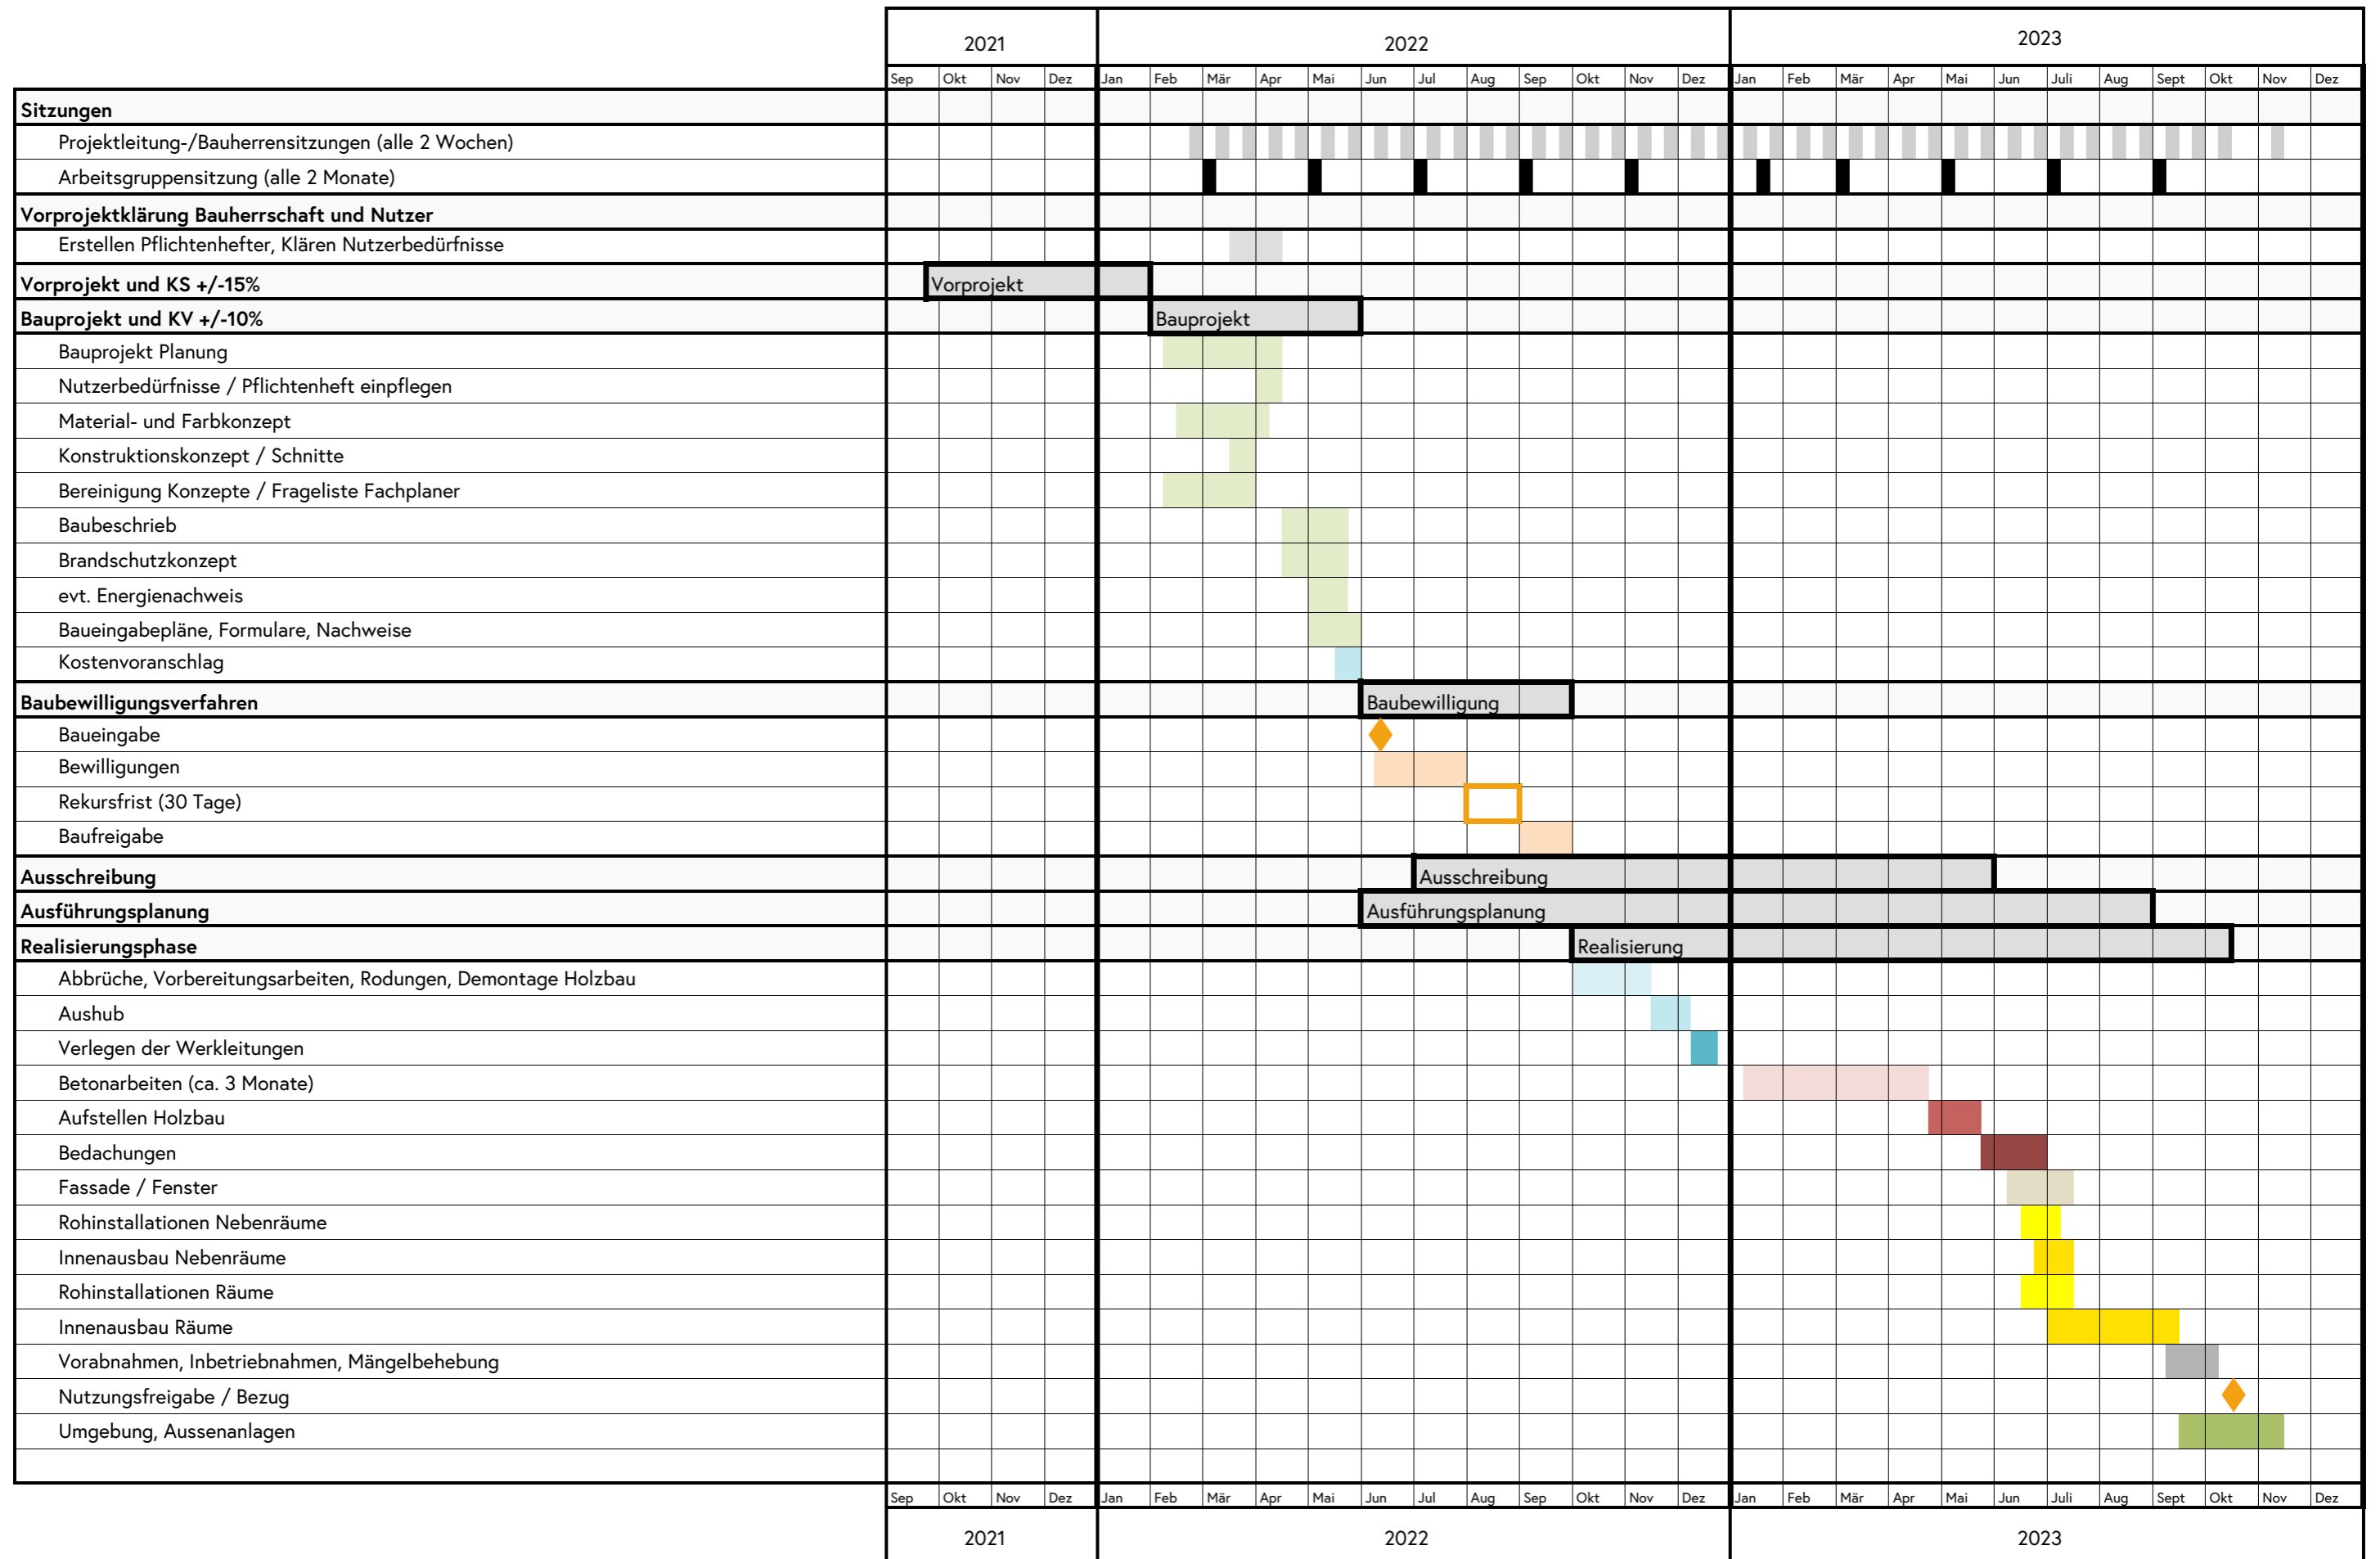 2021 2022 2023
Sep Okt Nov Dez Jan Feb Mär Apr Mai Jun Jul Aug Sep Okt Nov Dez Jan Feb Mär Apr Mai Jun Juli Aug Sept Okt Nov Dez
Sitzungen
Projektleitung-/Bauherrensitzungen (alle 2 Wochen)
Arbeitsgruppensitzung (alle 2 Monate)
Vorprojektklärung Bauherrschaft und Nutzer
Erstellen Pflichtenhefter, Klären Nutzerbedürfnisse
Vorprojekt und KS +/-15% Vorprojekt
Bauprojekt und KV +/-10% Bauprojekt
Bauprojekt Planung
Nutzerbedürfnisse / Pflichtenheft einpflegen
Material- und Farbkonzept
Konstruktionskonzept / Schnitte
Bereinigung Konzepte / Frageliste Fachplaner
Baubeschrieb
Brandschutzkonzept
evt. Energienachweis
Baueingabepläne, Formulare, Nachweise
Kostenvoranschlag
Baubewilligungsverfahren Baubewilligung
Baueingabe
Bewilligungen
Rekursfrist (30 Tage)
Baufreigabe
Ausschreibung Ausschreibung
Ausführungsplanung Ausführungsplanung
Realisierungsphase Realisierung
Abbrüche, Vorbereitungsarbeiten, Rodungen, Demontage Holzbau
Aushub
Verlegen der Werkleitungen
Betonarbeiten (ca. 3 Monate)
Aufstellen Holzbau
Bedachungen
Fassade / Fenster
Rohinstallationen Nebenräume
Innenausbau Nebenräume
Rohinstallationen Räume
Innenausbau Räume
Vorabnahmen, Inbetriebnahmen, Mängelbehebung
Nutzungsfreigabe / Bezug
Umgebung, Aussenanlagen
Sep Okt Nov Dez Jan Feb Mär Apr Mai Jun Jul Aug Sep Okt Nov Dez Jan Feb Mär Apr Mai Jun Juli Aug Sept Okt Nov Dez
2021 2022 2023